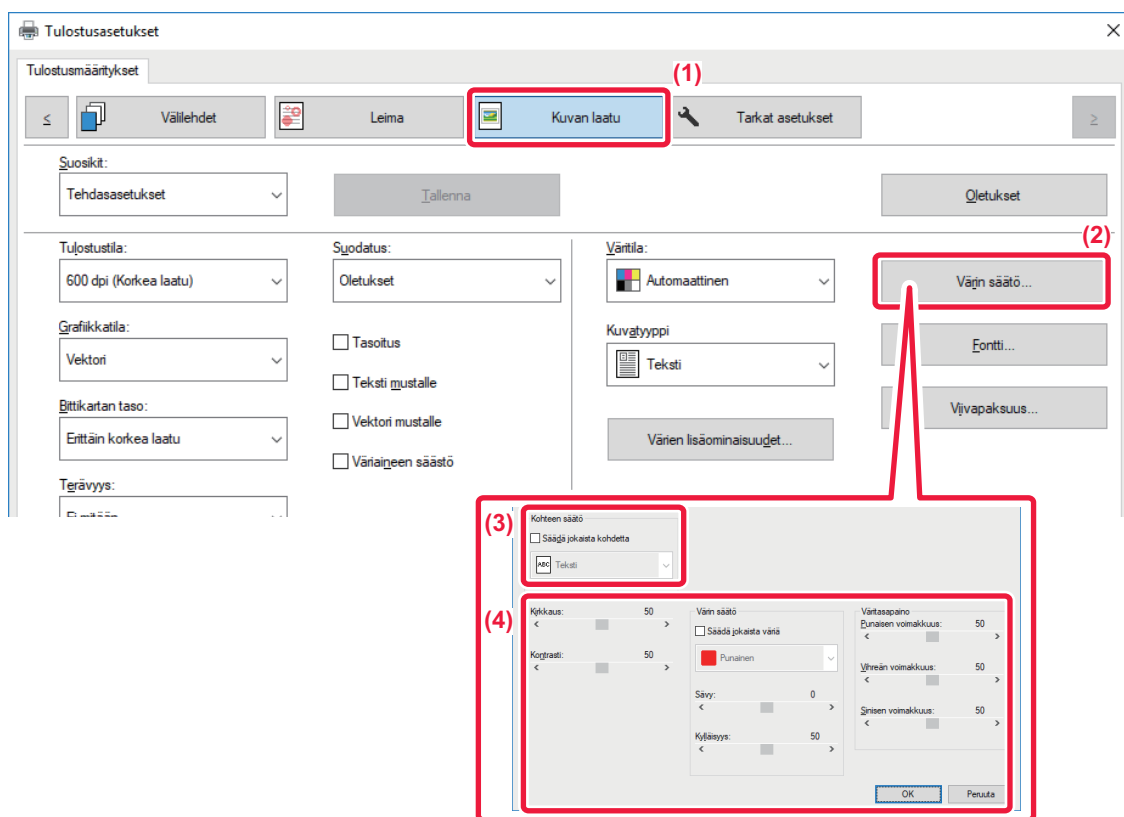 Tulostusasetukset
Tulostusmääritykset
(1)
< Välilehdet Leima Kuvan laatu Tarkat asetukset >
Suosikit:
Tehdasasetukset Tallenna Oletukset
(2)
Tulostustila: Suodatus: Väritila:
600 dpi (Korkea laatu) Oletukset Automaattinen Värin säätö...
Grafiikkatila: Kuvatyyppi
Vektori Tasoitus Teksti Fontti...
Teksti mustalle
Bittikartan taso: Viivapaksuus...
Erittäin korkea laatu Vektori mustalle Värien lisäominaisuudet...
Väriaineen säästö
Terävyys:
Ei mitään
(3)
Kohteen säätö
Säädä jokaista kohdetta
ABC Teksti
(4)
Kirkkaus: 50
Kontrasti: 50
Värin säätö
Säädä jokaista väriä
Punainen
Sävy: 0
Kylläisyys: 50
Väritasapaino
Punaisen voimakkuus: 50
Vihreän voimakkuus: 50
Sinisen voimakkuus: 50
OK Peruuta